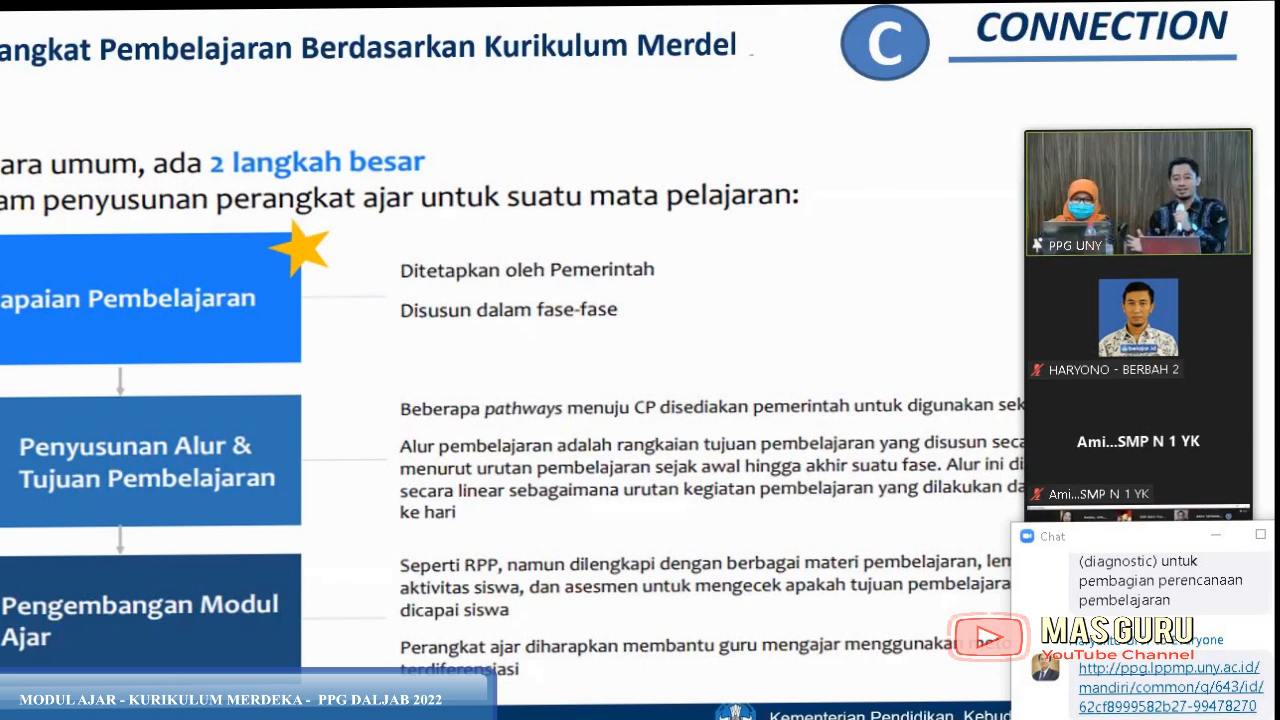 angkat Pembelajaran Berdasarkan Kurikulum Merdel
C
CONNECTION
ara umum, ada 2 langkah besar
am penyusunan perangkat ajar untuk suatu mata pelajaran:
apaian Pembelajaran
Ditetapkan oleh Pemerintah
Disusun dalam fase-fase
Penyusunan Alur &
Tujuan Pembelajaran
Beberapa pathways menuju CP disediakan pemerintah untuk digunakan sek
Alur pembelajaran adalah rangkaian tujuan pembelajaran yang disusun seca
menurut urutan pembelajaran sejak awal hingga akhir suatu fase. Alur ini di
secara linear sebagaimana urutan kegiatan pembelajaran yang dilakukan da
ke hari
Pengembangan Modul
Ajar
Seperti RPP, namun dilengkapi dengan berbagai materi pembelajaran, lem
aktivitas siswa, dan asesmen untuk mengecek apakah tujuan pembelajara
dicapai siswa
Perangkat ajar diharapkan membantu guru mengajar menggunakan meto
terdiferensiasi
MODUL AJAR - KURIKULUM MERDEKA - PPG DALJAB 2022
Kementerian Pendidikan, Kebud
PPG UNY
belajar.id
HARYONO - BERBAH 2
Ami...SMP N 1 YK
Ami...SMP N 1 YK
Chat
(diagnostic) untuk
pembagian perencanaan
pembelajaran
MAS GURU
YouTube Channel
http://ppg.lppmp.uny.ac.id/
mandiri/common/q/643/id/
62cf8999582b27-99478270